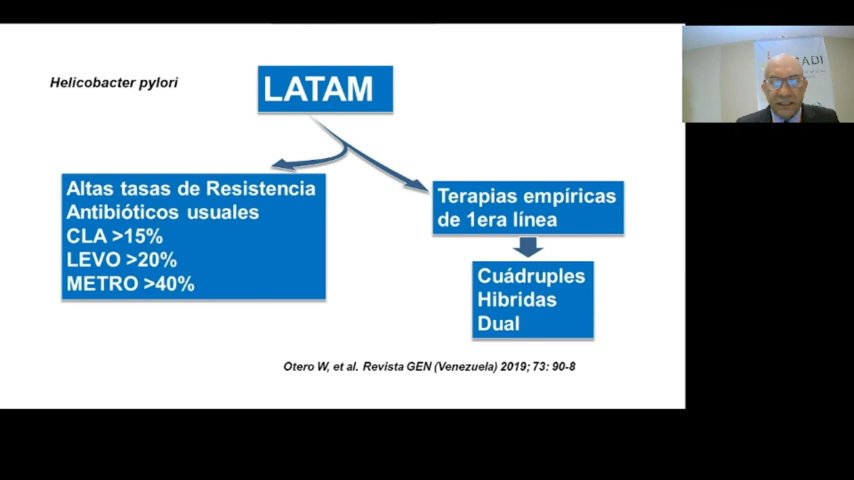 Helicobacter pylori
LATAM
Altas tasas de Resistencia
Antibióticos usuales
CLA >15%
LEVO >20%
METRO >40%
Terapias empíricas
de 1era línea
Cuádruples
Hibridas
Dual
Otero W, et al. Revista GEN (Venezuela) 2019; 73: 90-8